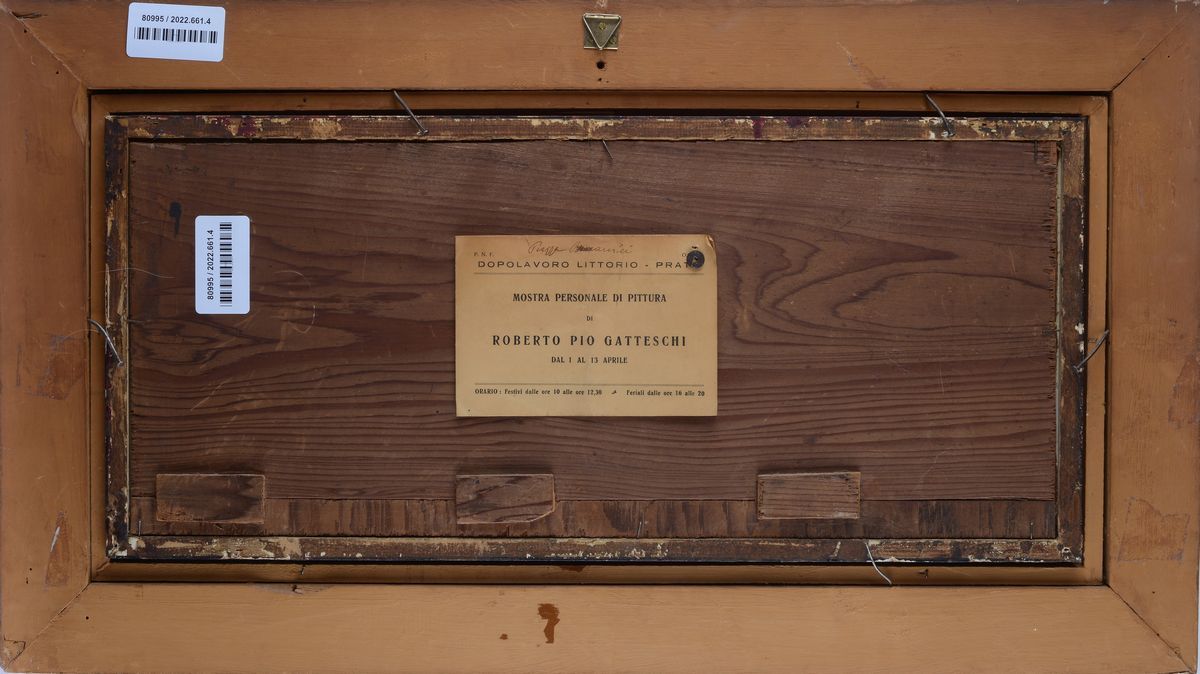 80995 / 2022.661.4
80995 / 2022.661.4
P. N. F.
DOPOLAVORO LITTORIO - PRAT
MOSTRA PERSONALE DI PITTURA
DI
ROBERTO PIO GATTESCHI
DAL 1 AL 13 APRILE
ORARIO : Festivi dalle ore 10 alle ore 12,30 - Feriali dalle ore 16 alle 20